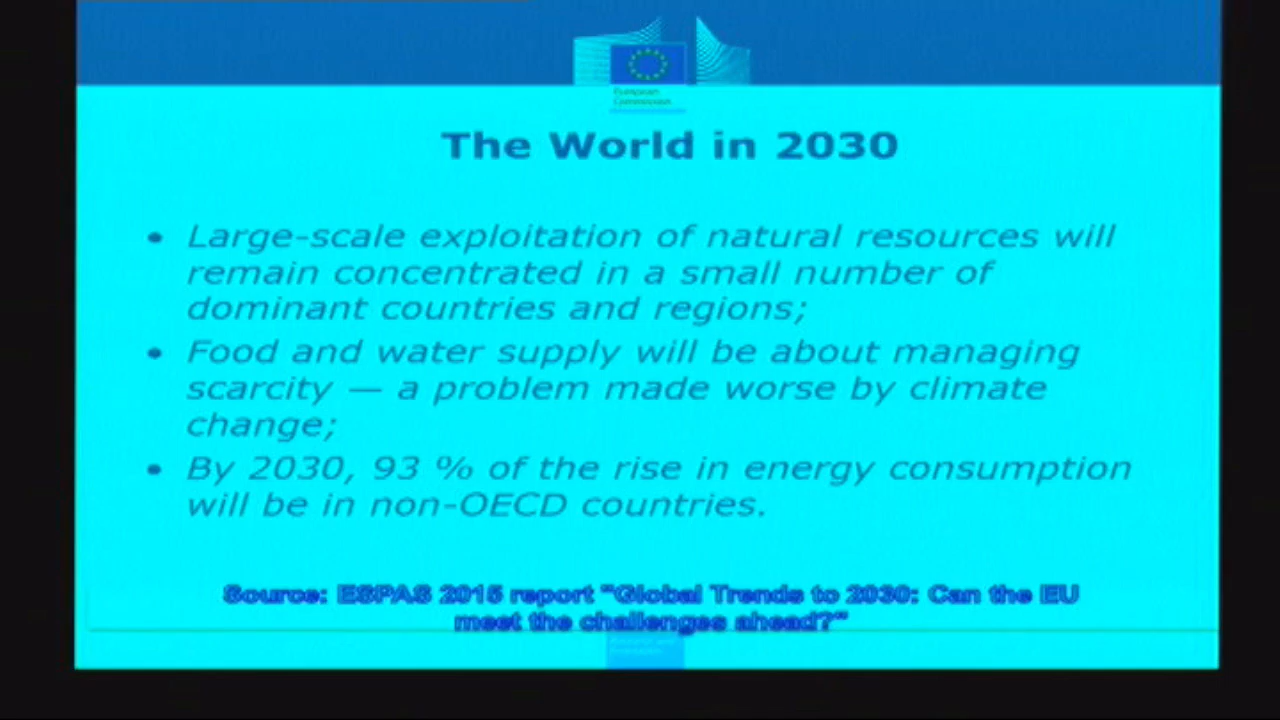 European
Commission
The World in 2030
• Large-scale exploitation of natural resources will
remain concentrated in a small number of
dominant countries and regions;
• Food and water supply will be about managing
scarcity — a problem made worse by climate
change;
• By 2030, 93 % of the rise in energy consumption
will be in non-OECD countries.
Source: ESPAS 2015 report "Global Trends to 2030: Can the EU
meet the challenges ahead?"